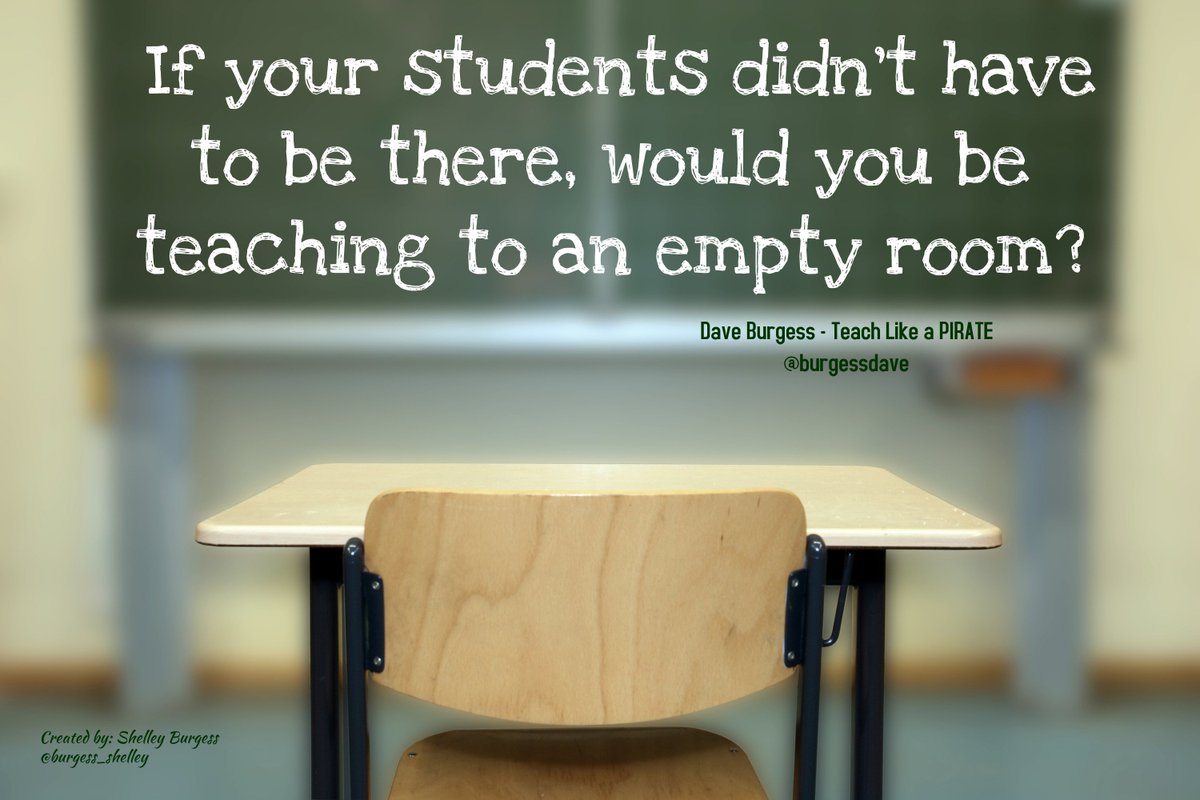 If your students didn't have
to be there, would you be
teaching to an empty room?
Dave Burgess - Teach Like a PIRATE
@burgessdave
Created by: Shelley Burgess
@burgess_shelley